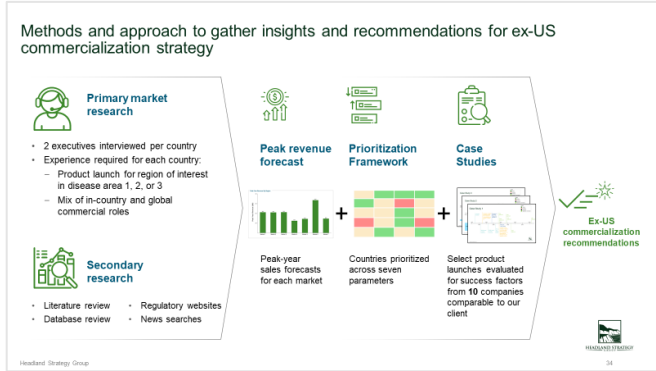 Methods and approach to gather insights and recommendations for ex-US
commercialization strategy
Primary market
research
• 2 executives interviewed per country
• Experience required for each country:
– Product launch for region of interest
in disease area 1, 2, or 3
– Mix of in-country and global
commercial roles
Secondary
research
• Literature review • Regulatory websites
• Database review • News searches
Peak revenue
forecast
Peak-year
sales forecasts
for each market
+
Prioritization
Framework
Countries prioritized
across seven
parameters
+
Case
Studies
Select product
launches evaluated
for success factors
from 10 companies
comparable to our
client
Ex-US
commercialization
recommendations
HEADLAND STRATEGY
Headland Strategy Group
34